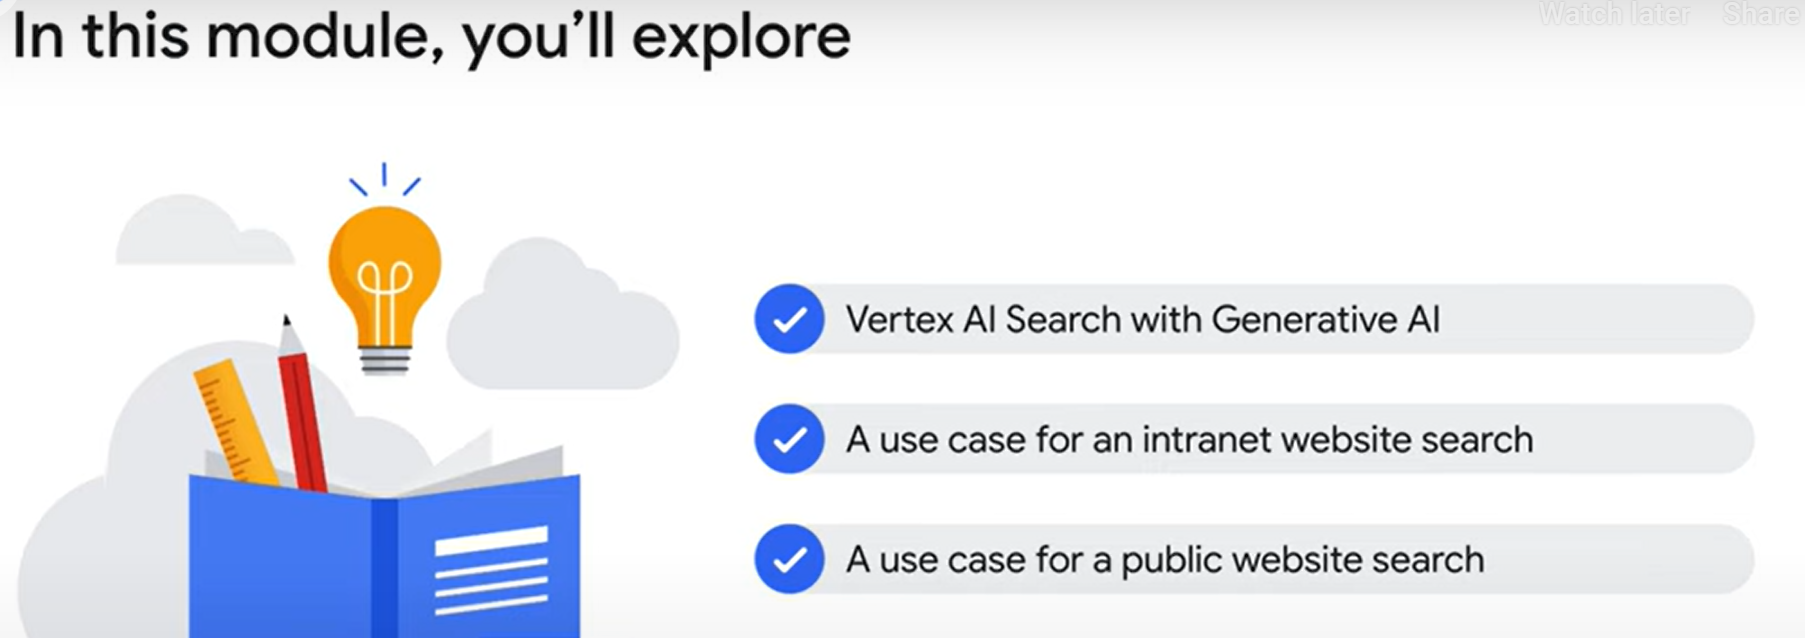 In this module, you'll explore
Watch later Share
Vertex AI Search with Generative AI
A use case for an intranet website search
A use case for a public website search